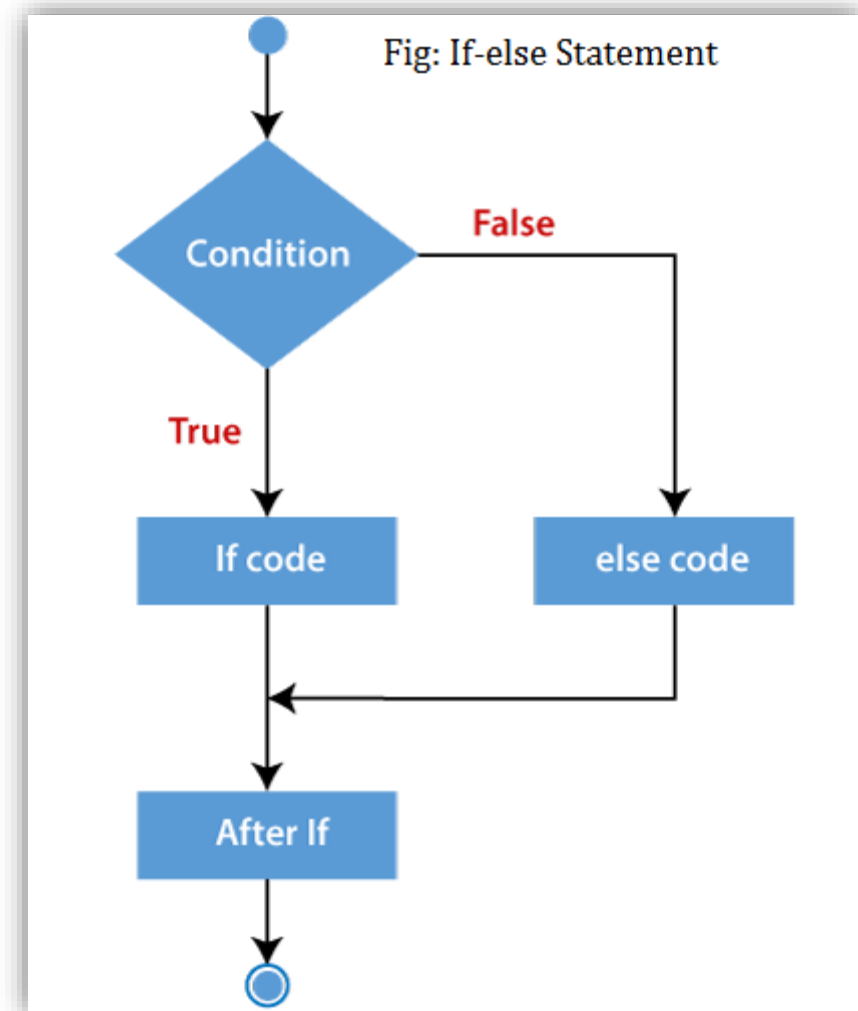 Fig: If-else Statement
Condition
False
True
If code
else code
After If